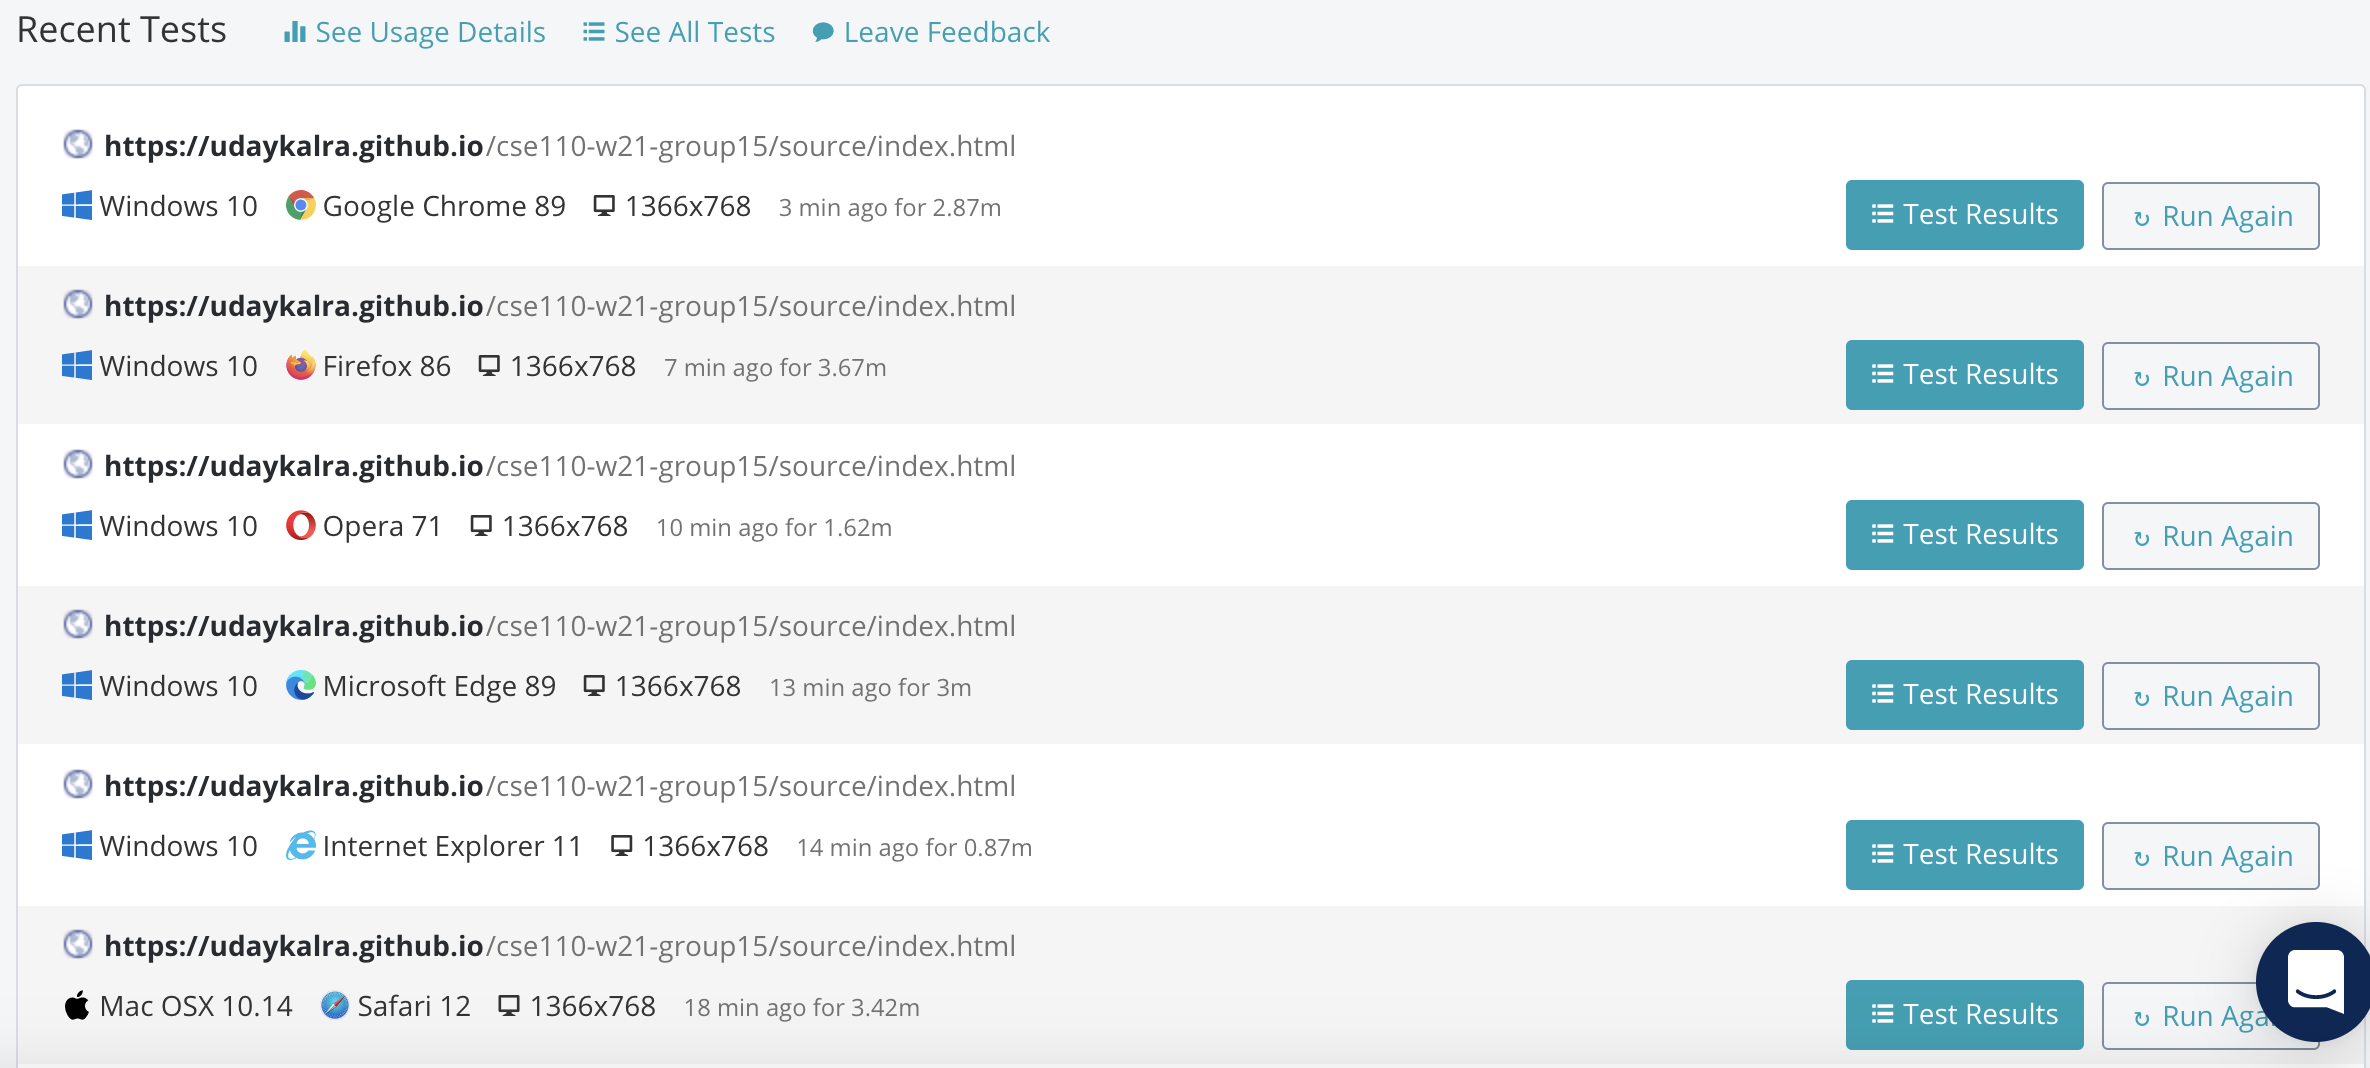 Recent Tests See Usage Details See All Tests Leave Feedback
https://udaykalra.github.io/cse110-w21-group15/source/index.html
Windows 10 Google Chrome 89 1366x768 3 min ago for 2.87m Test Results Run Again
https://udaykalra.github.io/cse110-w21-group15/source/index.html
Windows 10 Firefox 86 1366x768 7 min ago for 3.67m Test Results Run Again
https://udaykalra.github.io/cse110-w21-group15/source/index.html
Windows 10 Opera 71 1366x768 10 min ago for 1.62m Test Results Run Again
https://udaykalra.github.io/cse110-w21-group15/source/index.html
Windows 10 Microsoft Edge 89 1366x768 13 min ago for 3m Test Results Run Again
https://udaykalra.github.io/cse110-w21-group15/source/index.html
Windows 10 Internet Explorer 11 1366x768 14 min ago for 0.87m Test Results Run Again
https://udaykalra.github.io/cse110-w21-group15/source/index.html
Mac OSX 10.14 Safari 12 1366x768 18 min ago for 3.42m Test Results Run